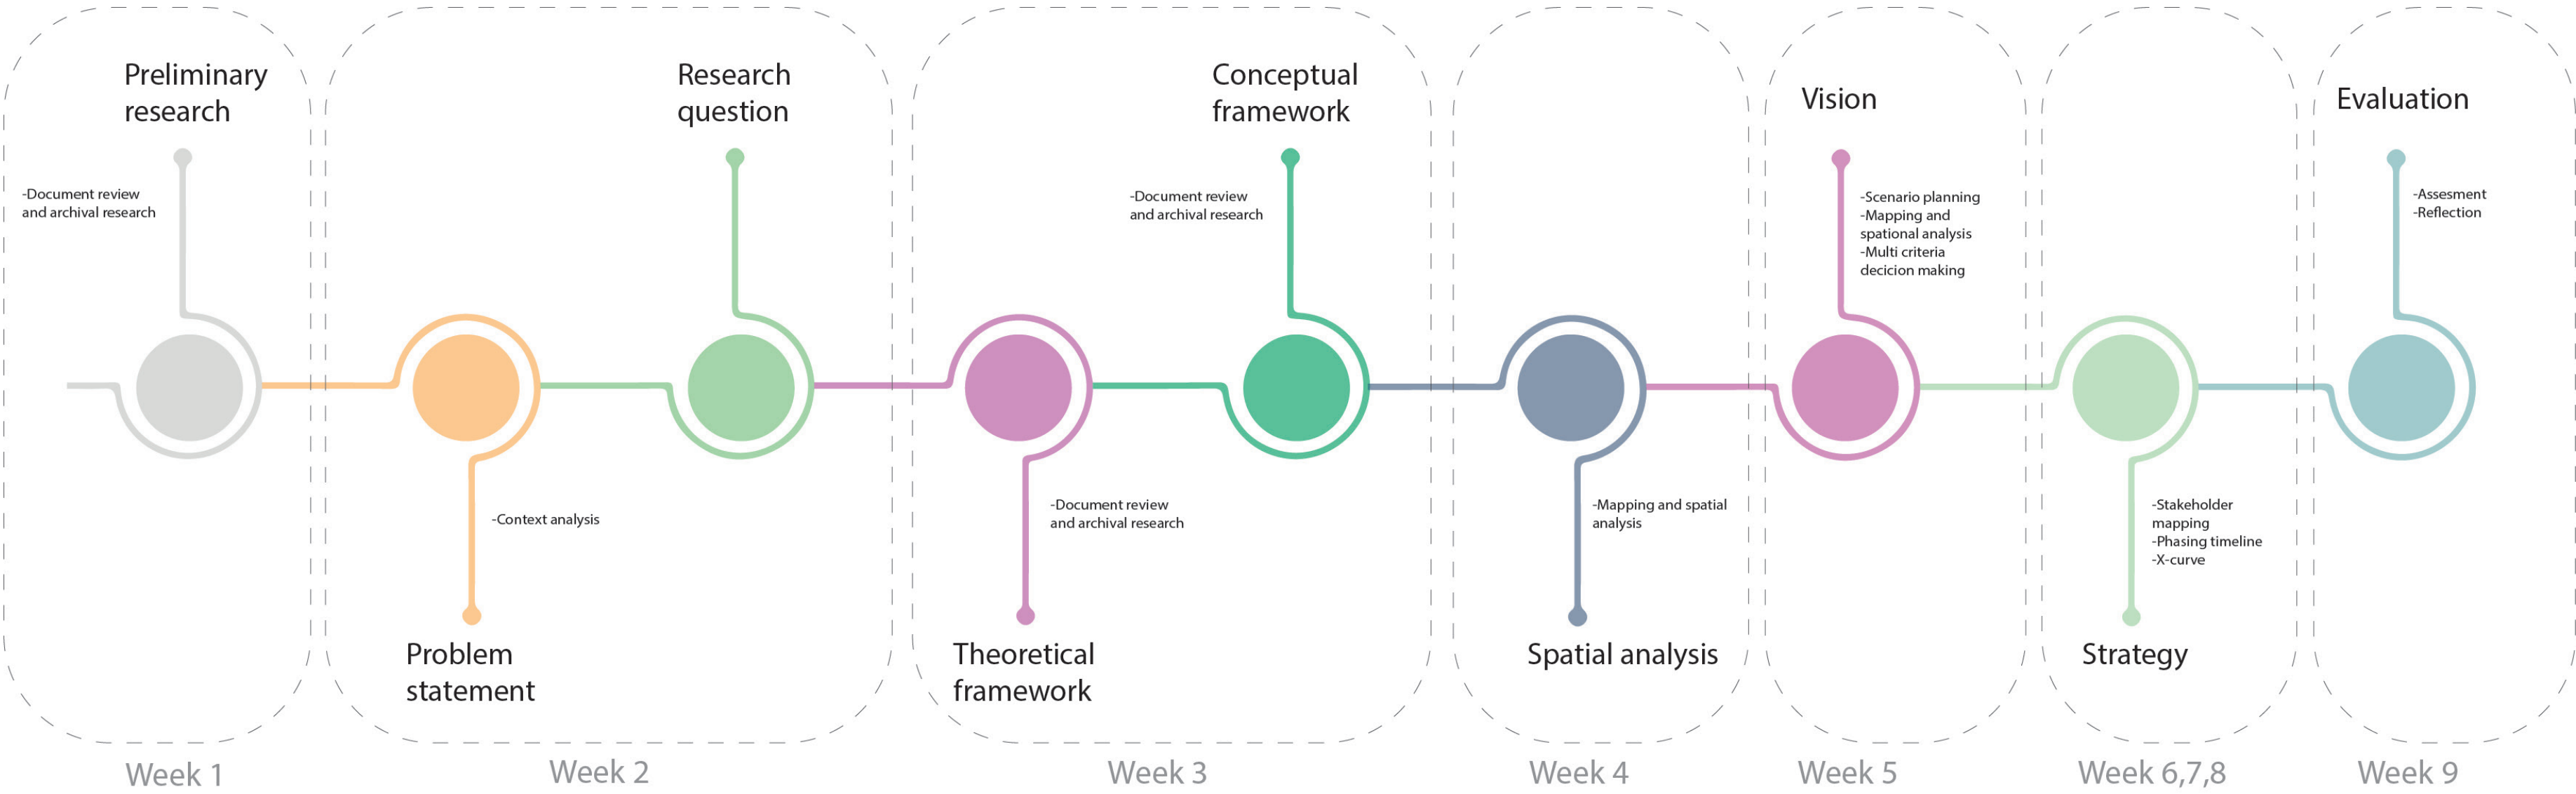 Preliminary
research
-Document review
and archival research
Week 1
Problem
statement
-Context analysis
Research
question
Week 2
Theoretical
framework
-Document review
and archival research
Conceptual
framework
-Document review
and archival research
Week 3
Spatial analysis
-Mapping and spatial
analysis
Week 4
Vision
-Scenario planning
-Mapping and
spational analysis
-Multi criteria
decicion making
Week 5
Strategy
-Stakeholder
mapping
-Phasing timeline
-X-curve
Week 6,7,8
Evaluation
-Assesment
-Reflection
Week 9